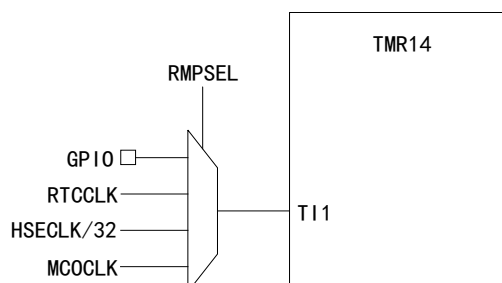 TMR14
RMPSEL
GPIO
RTCCLK
HSECLK/32
TI1
MCOCLK